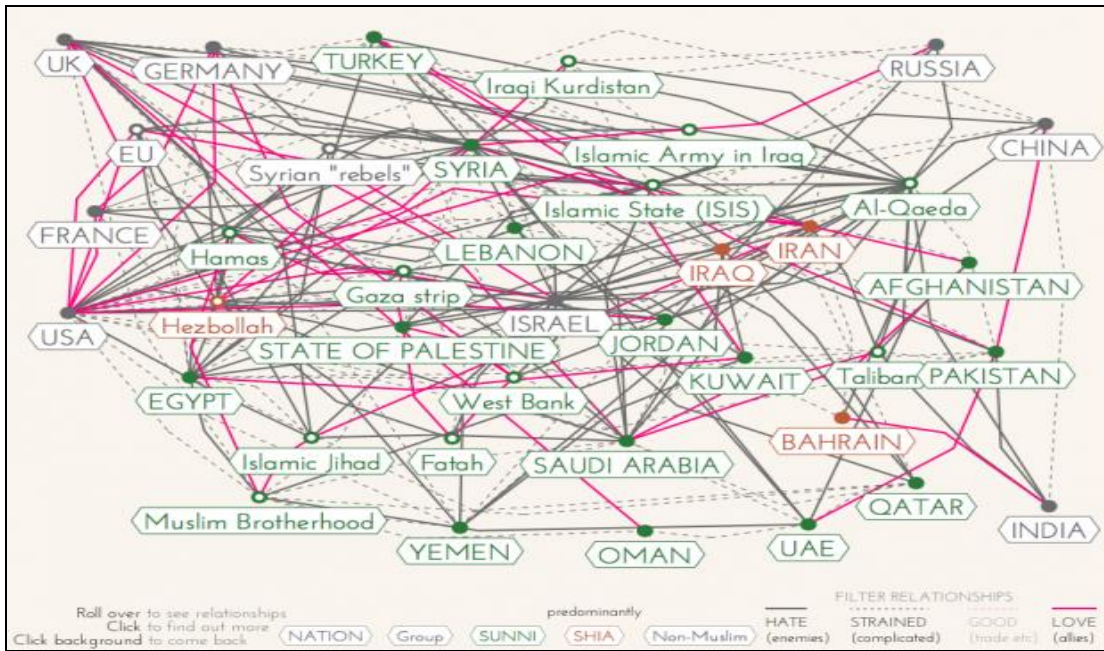 UK
GERMANY
TURKEY
Iraqi Kurdistan
RUSSIA
EU
Syrian "rebels"
SYRIA
Islamic Army in Iraq
CHINA
Islamic State (ISIS)
Al-Qaeda
FRANCE
Hamas
LEBANON
IRAQ
IRAN
AFGHANISTAN
Gaza strip
USA
Hezbollah
ISRAEL
STATE OF PALESTINE
JORDAN
KUWAIT
Taliban
PAKISTAN
EGYPT
West Bank
BAHRAIN
Islamic Jihad
Fatah
SAUDI ARABIA
QATAR
Muslim Brotherhood
INDIA
YEMEN
OMAN
UAE
Roll over to see relationships
Click to find out more
Click background to come back
predominantly
NATION
Group
SUNNI
SHIA
Non-Muslim
FILTER RELATIONSHIPS
HATE
(enemies)
STRAINED
(complicated)
GOOD
(trade etc)
LOVE
(allies)